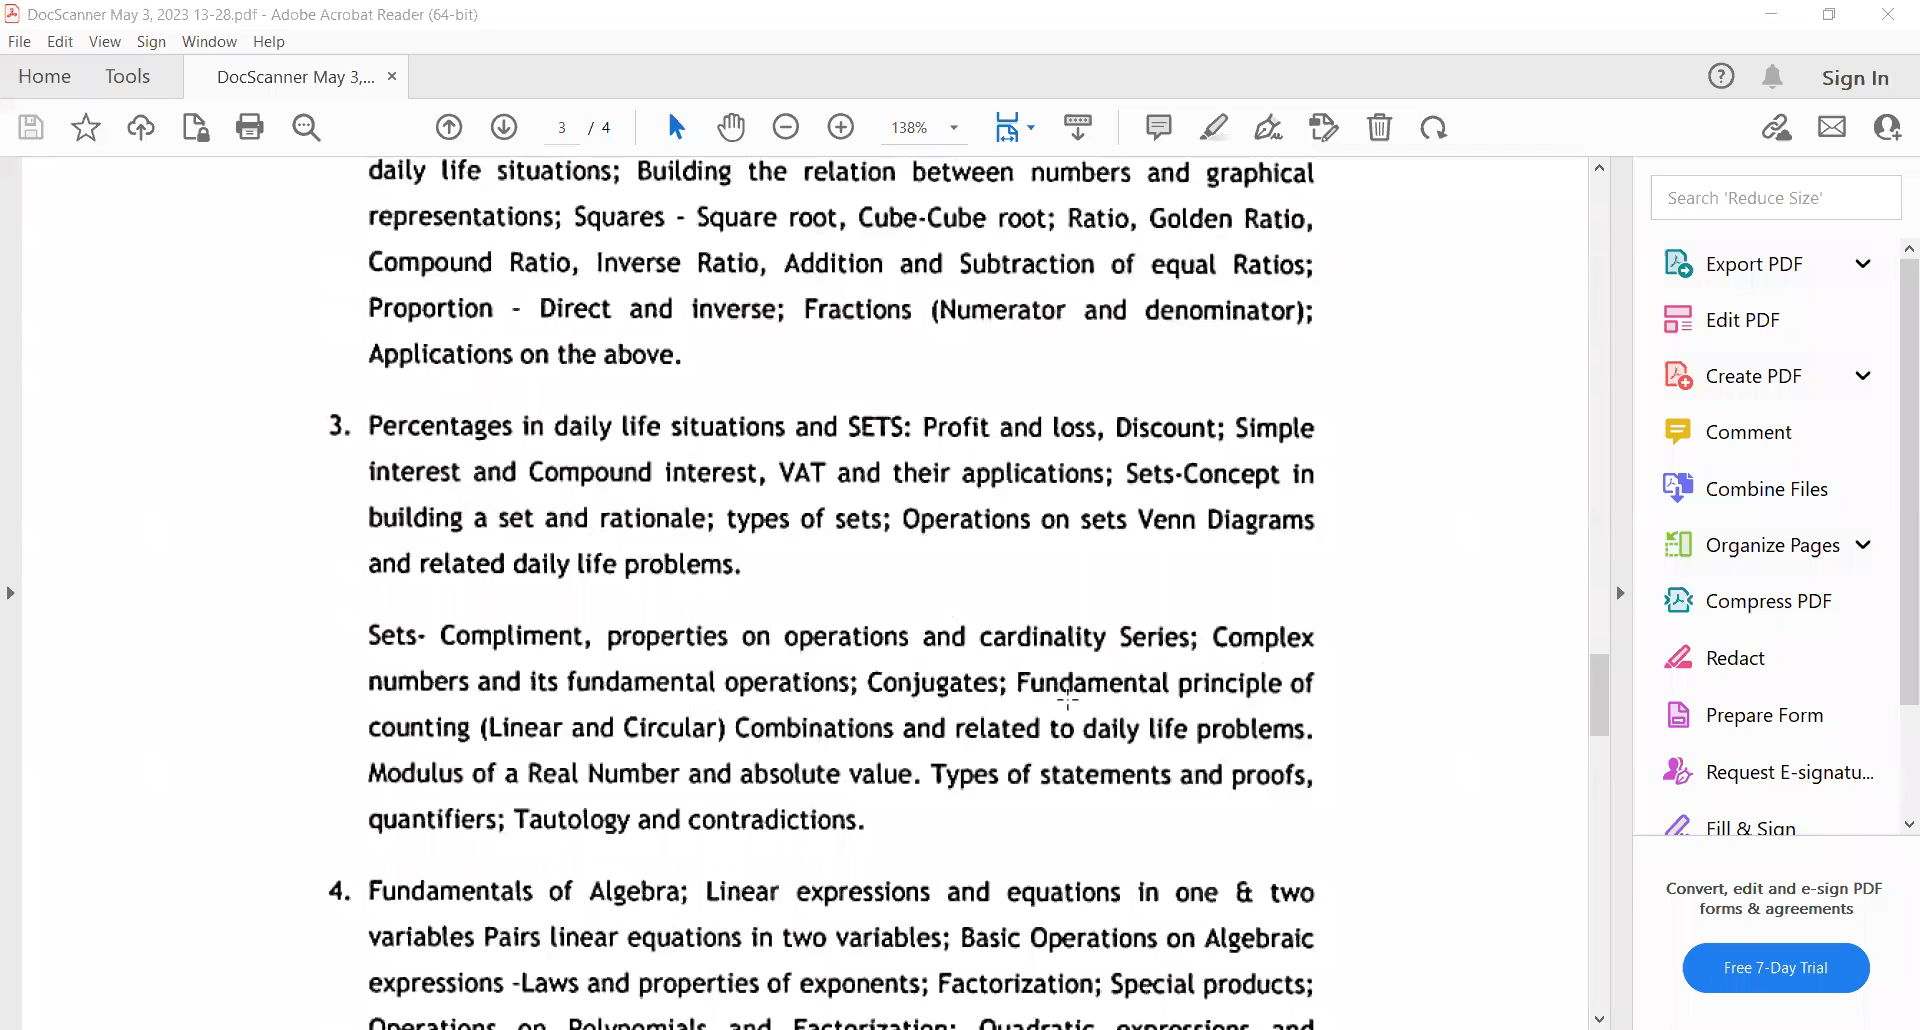 DocScanner May 3, 2023 13-28.pdf - Adobe Acrobat Reader (64-bit)
File Edit View Sign Window Help
Home Tools DocScanner May 3,... × Sign In
3 / 4 138%
daily life situations; Building the relation between numbers and graphical
representations; Squares - Square root, Cube-Cube root; Ratio, Golden Ratio,
Compound Ratio, Inverse Ratio, Addition and Subtraction of equal Ratios;
Proportion - Direct and inverse; Fractions (Numerator and denominator);
Applications on the above.
3. Percentages in daily life situations and SETS: Profit and loss, Discount; Simple
interest and Compound interest, VAT and their applications; Sets-Concept in
building a set and rationale; types of sets; Operations on sets Venn Diagrams
and related daily life problems.
Sets- Compliment, properties on operations and cardinality Series; Complex
numbers and its fundamental operations; Conjugates; Fundamental principle of
counting (Linear and Circular) Combinations and related to daily life problems.
Modulus of a Real Number and absolute value. Types of statements and proofs,
quantifiers; Tautology and contradictions.
4. Fundamentals of Algebra; Linear expressions and equations in one & two
variables Pairs linear equations in two variables; Basic Operations on Algebraic
expressions -Laws and properties of exponents; Factorization; Special products;
Operations on Polynomials and Factorization; Quadratic expressions and
Search 'Reduce Size'
Export PDF
Edit PDF
Create PDF
Comment
Combine Files
Organize Pages
Compress PDF
Redact
Prepare Form
Request E-signatu...
Fill & Sign
Convert, edit and e-sign PDF
forms & agreements
Free 7-Day Trial